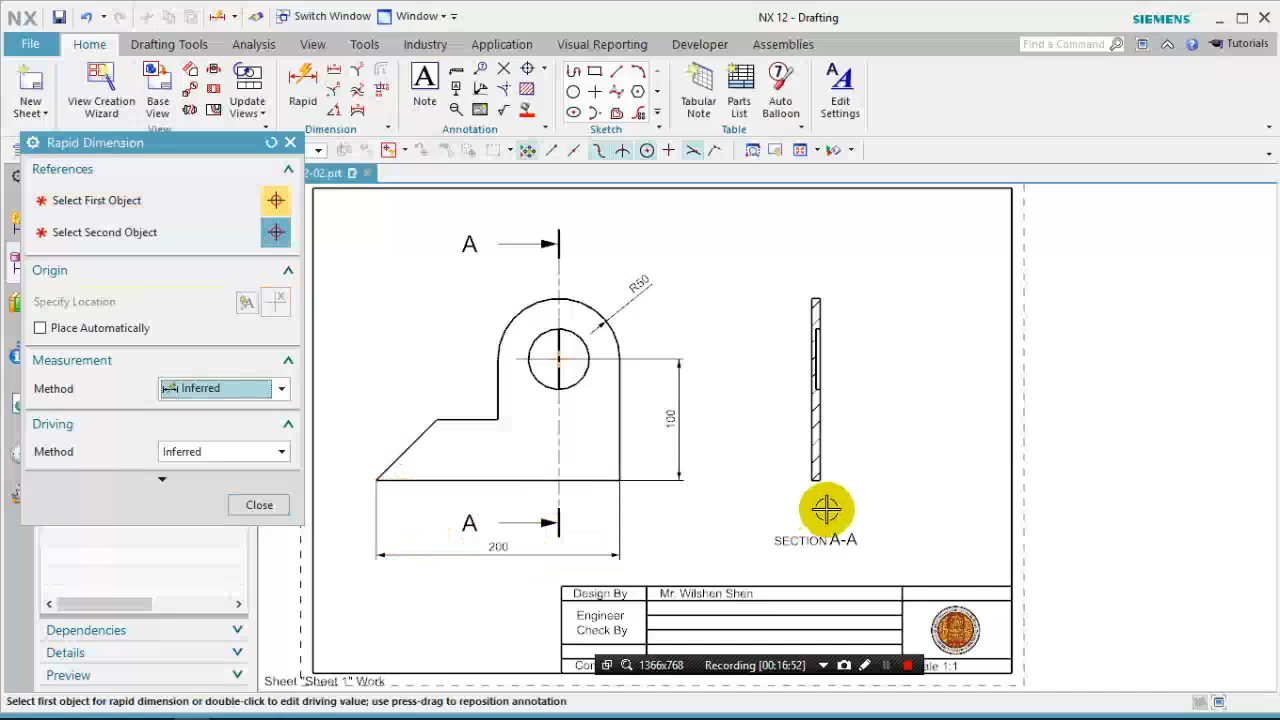 NX
Switch Window
Window
NX 12 - Drafting
SIEMENS
File
Home
Drafting Tools
Analysis
View
Tools
Industry
Application
Visual Reporting
Developer
Assemblies
Find a Command
Tutorials
New
Sheet
View Creation
Wizard
Base
View
Update
Views
Rapid
Note
Tabular
Note
Parts
List
Auto
Balloon
Edit
Settings
View
Dimension
Annotation
Sketch
Table
Rapid Dimension
2-02.prt
References
* Select First Object
* Select Second Object
Origin
Specify Location
Place Automatically
Measurement
Method
Inferred
Driving
Method
Inferred
Close
Dependencies
Details
Preview
A
R50
100
A
200
SECTION A-A
Design By
Mr. Wilshen Shen
Engineer
Check By
1366x768
Recording [00:16:52]
Sheet "Sheet 1" Work
Select first object for rapid dimension or double-click to edit driving value; use press-drag to reposition annotation